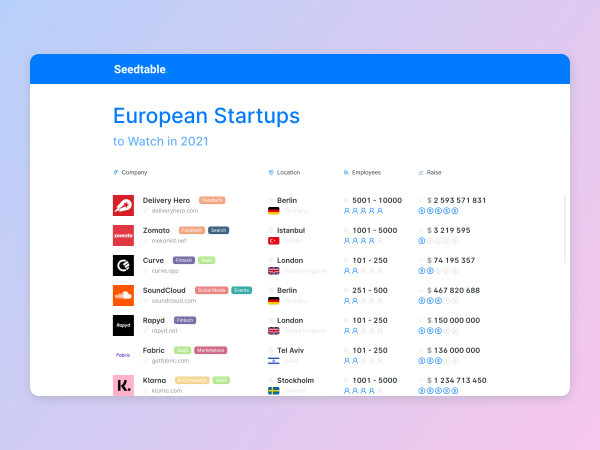 Seedtable
European Startups
to Watch in 2021
Company Location Employees Raise
Delivery Hero Foodtech Berlin 5001 - 10000 $ 2 593 571 831
deliveryhero.com Germany
zomato Zomato Foodtech Search Istanbul 1001 - 5000 $ 3 219 595
mekanist.net Turkey
Curve Fintech SaaS London 101 - 250 $ 74 195 357
curve.app United Kingdom
SoundCloud Social Media Events Berlin 251 - 500 $ 467 820 688
soundcloud.com Germany
Rapyd Rapyd Fintech London 101 - 250 $ 150 000 000
rapyd.net United Kingdom
Fabric Fabric SaaS Marketplace Tel Aviv 101 - 250 $ 136 000 000
getfabric.com Israel
K. Klarna E-Commerce SaaS Stockholm 1001 - 5000 $ 1 234 713 450
klarna.com Sweden